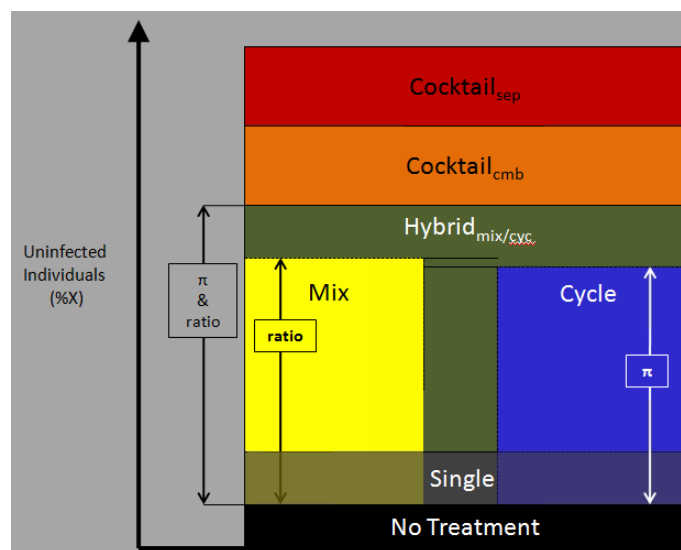 Cocktailsep
Cocktailcmb
Hybridmix/cyc
Uninfected
Individuals
(%X)
π
&
ratio
Mix
ratio
Cycle
π
Single
No Treatment